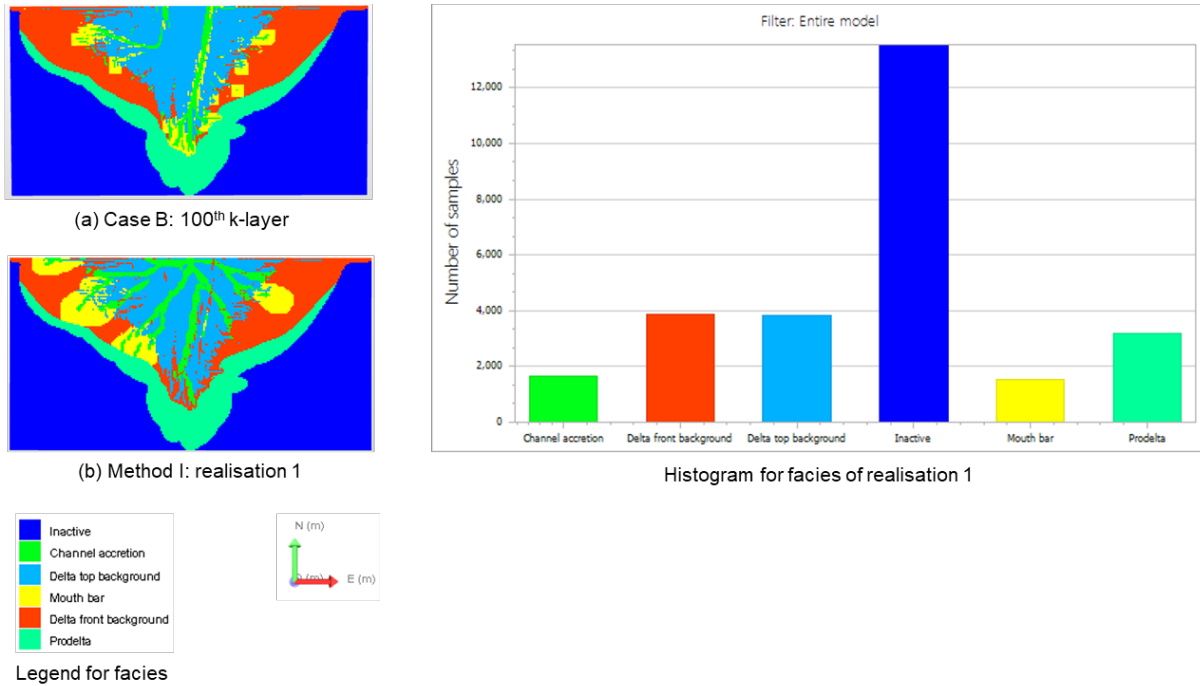 (a) Case B: 100th k-layer
(b) Method I: realisation 1
Inactive
Channel accretion
Delta top background
Mouth bar
Delta front background
Prodelta
Legend for facies
N (m)
E (m)
Filter: Entire model
Number of samples
12,000
10,000
8,000
6,000
4,000
2,000
0
Channel accretion
Delta front background
Delta top background
Inactive
Mouth bar
Prodelta
Histogram for facies of realisation 1